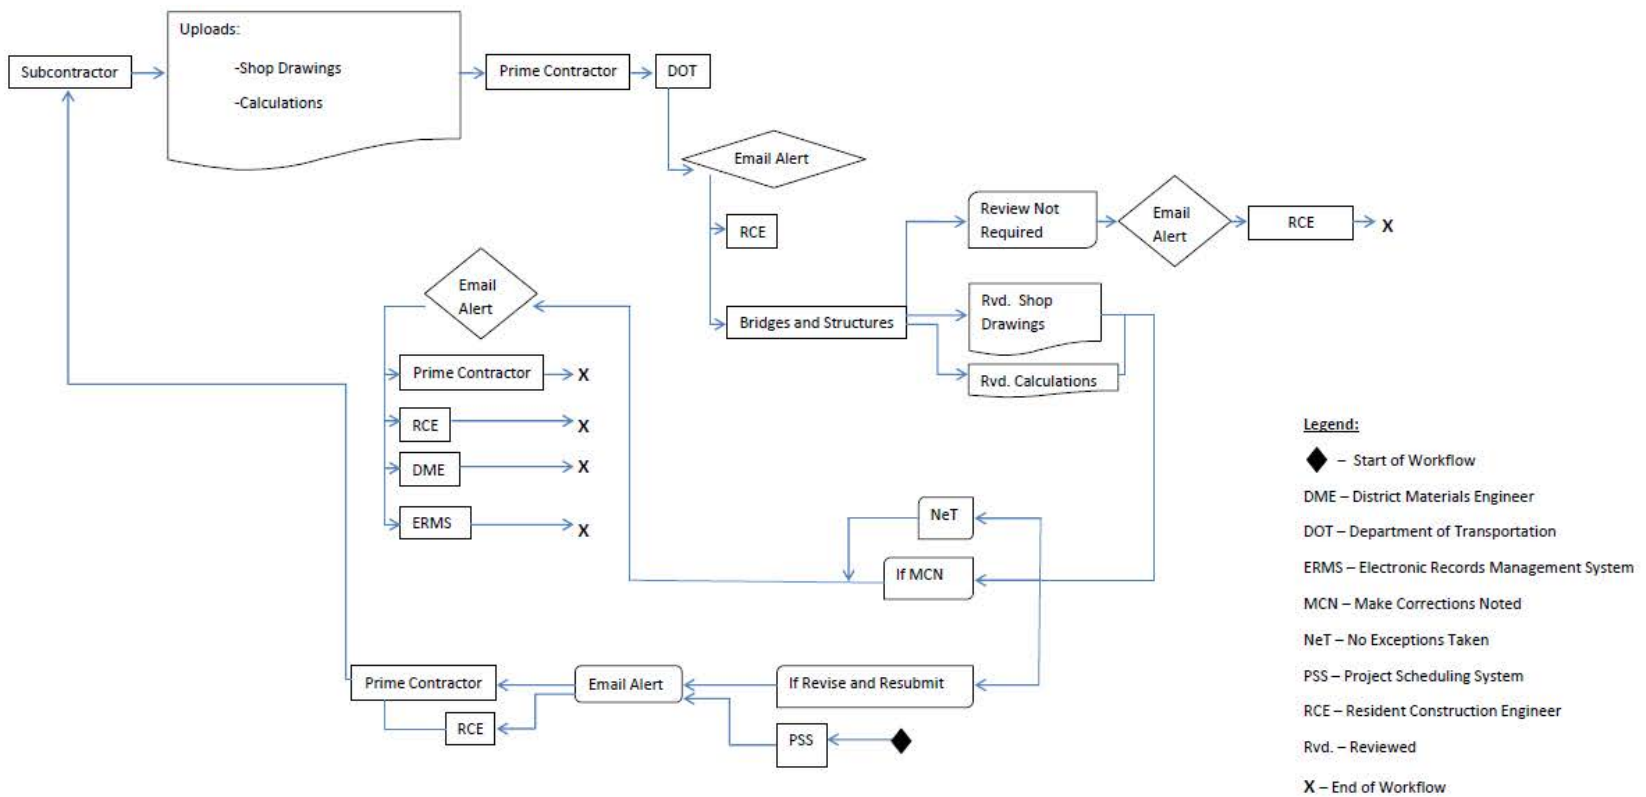 Uploads:
-Shop Drawings
-Calculations
Subcontractor
Prime Contractor
DOT
Email Alert
RCE
Bridges and Structures
Review Not
Required
Email
Alert
RCE
X
Rvd. Shop
Drawings
Rvd. Calculations
Email
Alert
Prime Contractor
X
RCE
X
DME
X
ERMS
X
NeT
If MCN
If Revise and Resubmit
Email Alert
Prime Contractor
RCE
PSS
Legend:
– Start of Workflow
DME – District Materials Engineer
DOT – Department of Transportation
ERMS – Electronic Records Management System
MCN – Make Corrections Noted
NeT – No Exceptions Taken
PSS – Project Scheduling System
RCE – Resident Construction Engineer
Rvd. – Reviewed
X – End of Workflow